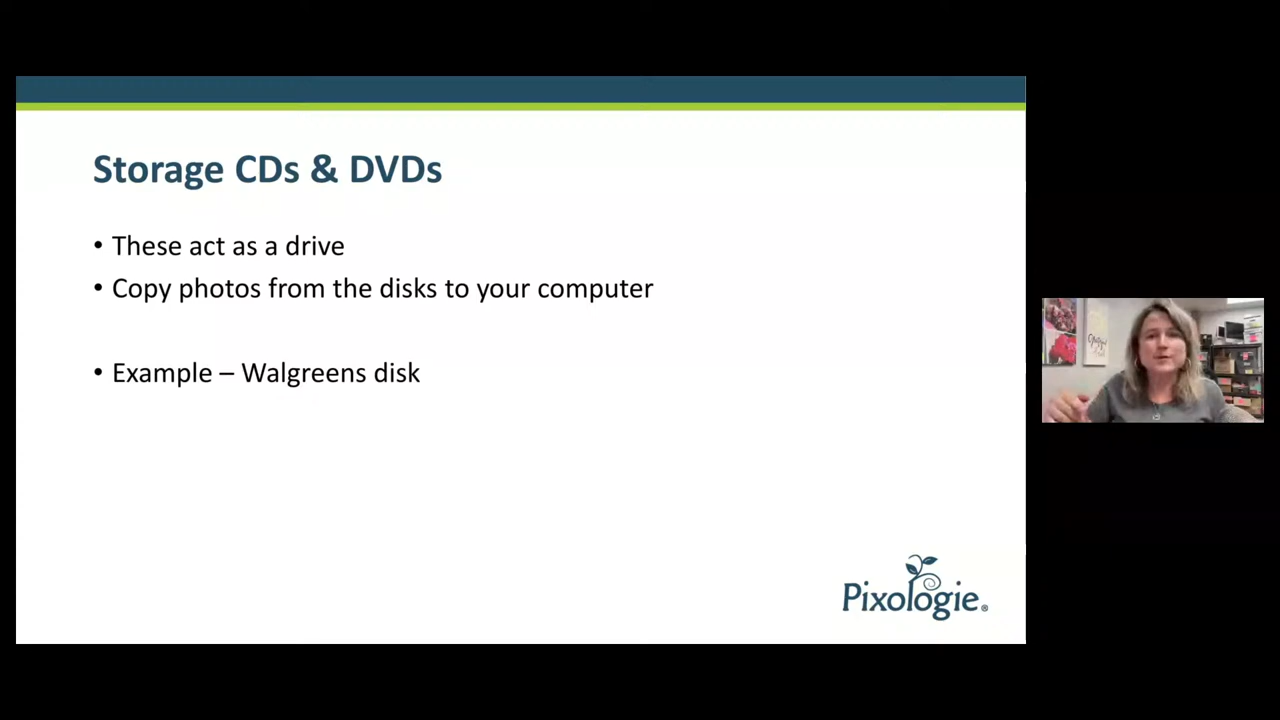 Storage CDs & DVDs
• These act as a drive
• Copy photos from the disks to your computer
• Example – Walgreens disk
Pixologie®